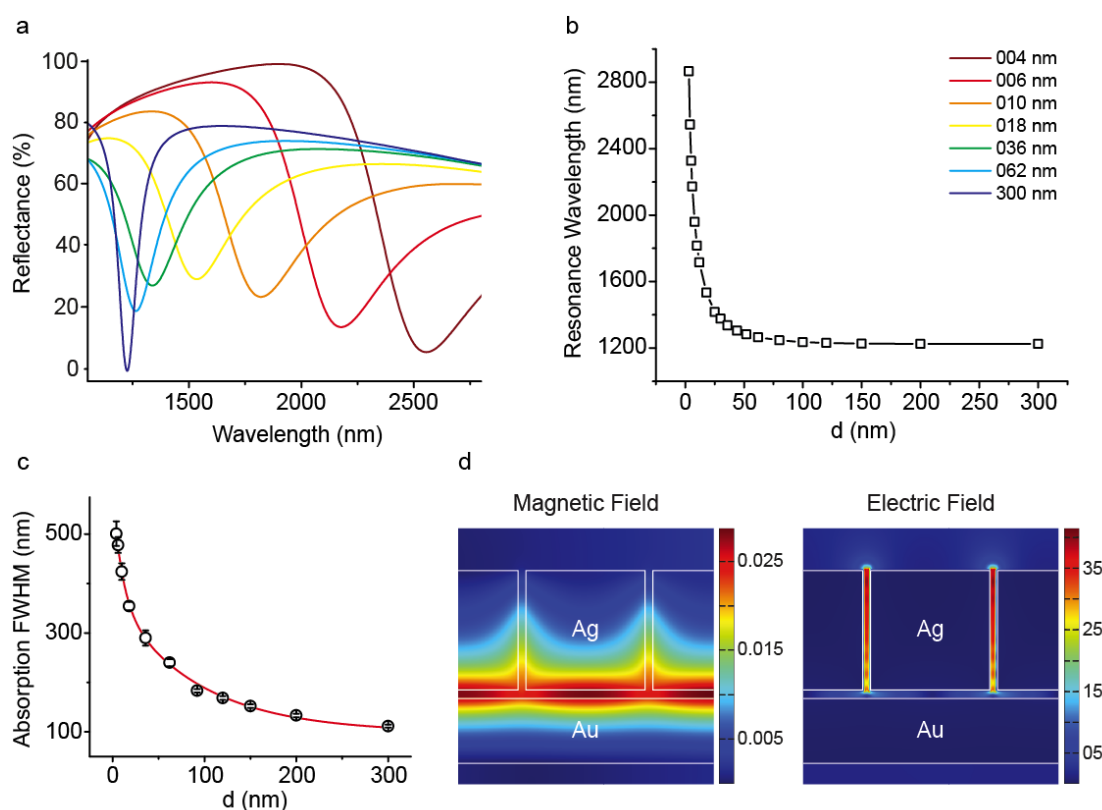 a
100
80
60
40
20
0
Reflectance (%)
1500 2000 2500
Wavelength (nm)
b
2800
2400
2000
1600
1200
Resonance Wavelength (nm)
0 50 100 150 200 250 300
d (nm)
004 nm
006 nm
010 nm
018 nm
036 nm
062 nm
300 nm
c
500
300
100
Absorption FWHM (nm)
0 100 200 300
d (nm)
d
Magnetic Field
Ag
Au
0.025
0.015
0.005
Electric Field
Ag
Au
35
25
15
05